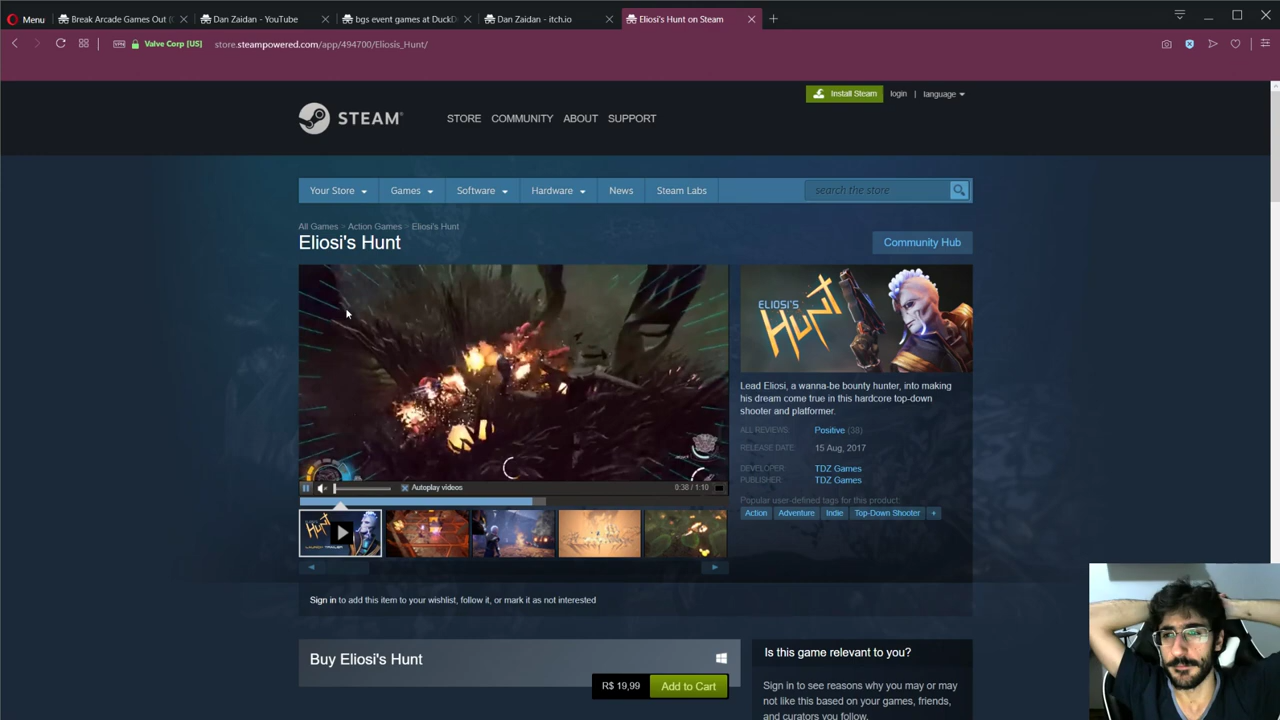 Menu
Break Arcade Games Out (
Dan Zaidan - YouTube
bgs event games at DuckD
Dan Zaidan - itch.io
Eliosi's Hunt on Steam
VPN
Valve Corp [US]
store.steampowered.com/app/494700/Eliosis_Hunt/
Install Steam
login | language
STEAM
STORE COMMUNITY ABOUT SUPPORT
Your Store Games Software Hardware News Steam Labs
search the store
All Games > Action Games > Eliosi's Hunt
Eliosi's Hunt
Community Hub
ELIOSI'S
Hunt
Lead Eliosi, a wanna-be bounty hunter, into making
his dream come true in this hardcore top-down
shooter and platformer.
ALL REVIEWS: Positive (38)
RELEASE DATE: 15 Aug, 2017
DEVELOPER: TDZ Games
PUBLISHER: TDZ Games
Popular user-defined tags for this product:
Action Adventure Indie Top-Down Shooter +
Autoplay videos
0:38 / 1:10
Sign in to add this item to your wishlist, follow it, or mark it as not interested
Buy Eliosi's Hunt
R$ 19,99
Add to Cart
Is this game relevant to you?
Sign in to see reasons why you may or may
not like this based on your games, friends,
and curators you follow.